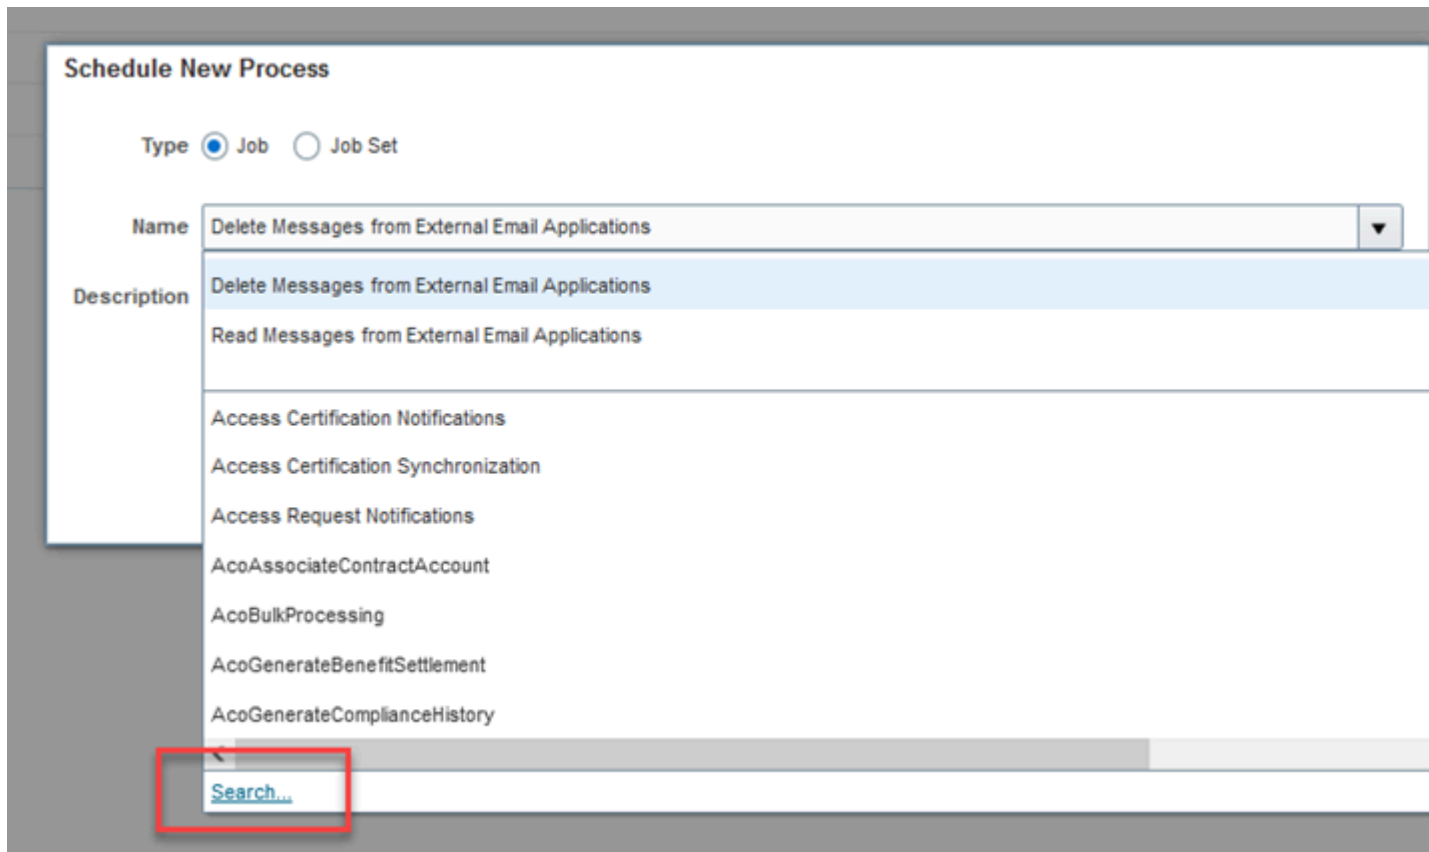 Schedule New Process
Type Job Job Set
Name Delete Messages from External Email Applications
Delete Messages from External Email Applications
Description
Read Messages from External Email Applications
Access Certification Notifications
Access Certification Synchronization
Access Request Notifications
AcoAssociateContractAccount
AcoBulkProcessing
AcoGenerateBenefitSettlement
AcoGenerateComplianceHistory
Search...